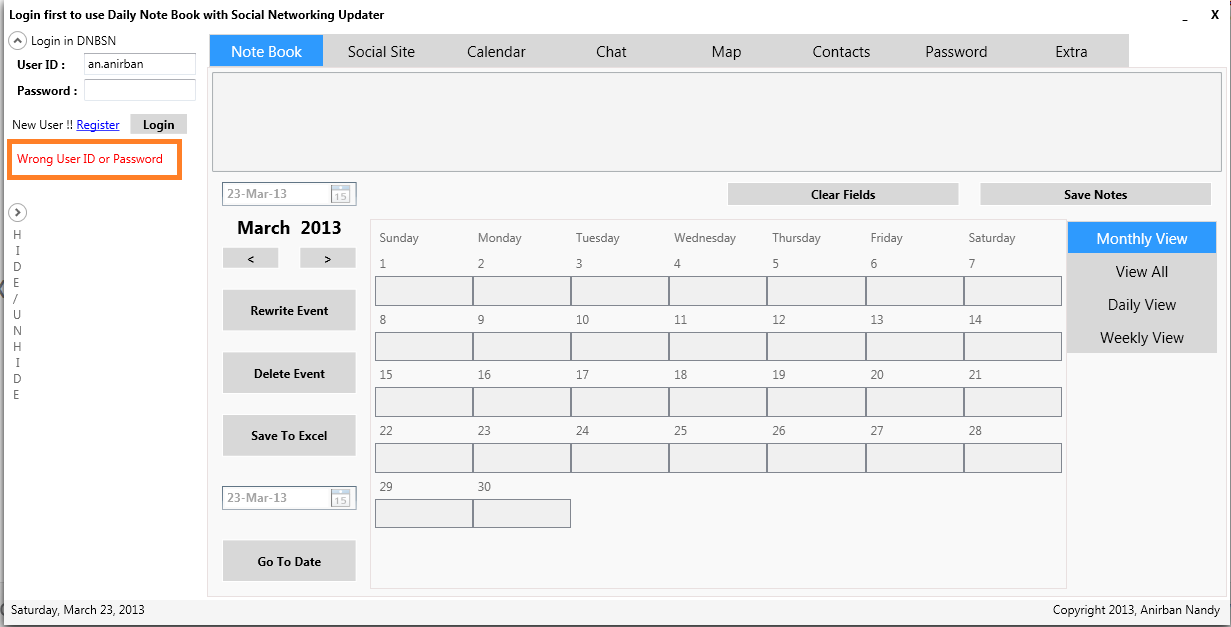 Login first to use Daily Note Book with Social Networking Updater
_ X
Login in DNBSN
User ID : an.anirban
Password :
New User !! Register Login
Wrong User ID or Password
H
I
D
E
/
U
N
H
I
D
E
Note Book Social Site Calendar Chat Map Contacts Password Extra
23-Mar-13 15 Clear Fields Save Notes
March 2013
< >
Rewrite Event
Delete Event
Save To Excel
23-Mar-13 15
Go To Date
Sunday Monday Tuesday Wednesday Thursday Friday Saturday
1 2 3 4 5 6 7
8 9 10 11 12 13 14
15 16 17 18 19 20 21
22 23 24 25 26 27 28
29 30
Monthly View
View All
Daily View
Weekly View
Saturday, March 23, 2013 Copyright 2013, Anirban Nandy